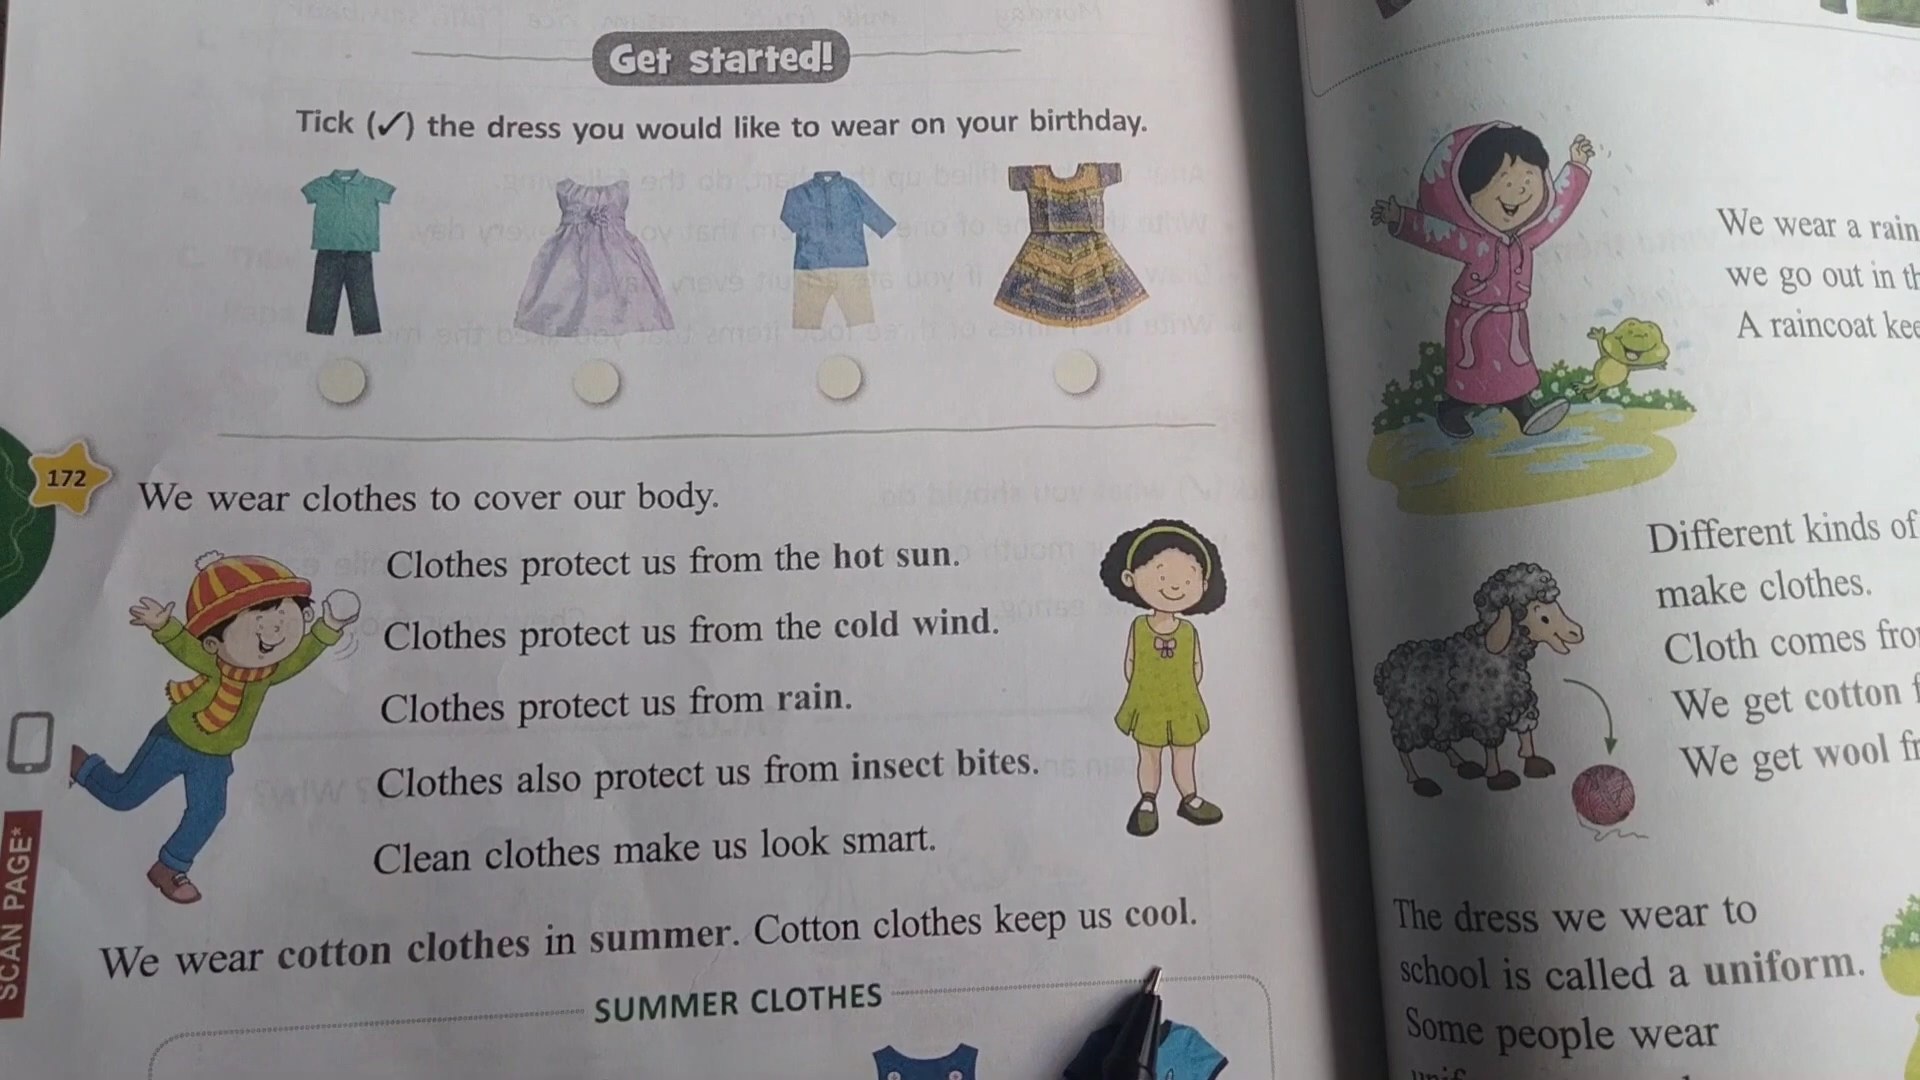 Get started!
Tick (✓) the dress you would like to wear on your birthday.
172
We wear clothes to cover our body.
Clothes protect us from the hot sun.
Clothes protect us from the cold wind.
Clothes protect us from rain.
Clothes also protect us from insect bites.
Clean clothes make us look smart.
We wear cotton clothes in summer. Cotton clothes keep us cool.
SUMMER CLOTHES
SCAN PAGE*
We wear a rain
we go out in th
A raincoat kee
Different kinds of
make clothes.
Cloth comes fro
We get cotton f
We get wool fr
The dress we wear to
school is called a uniform.
Some people wear